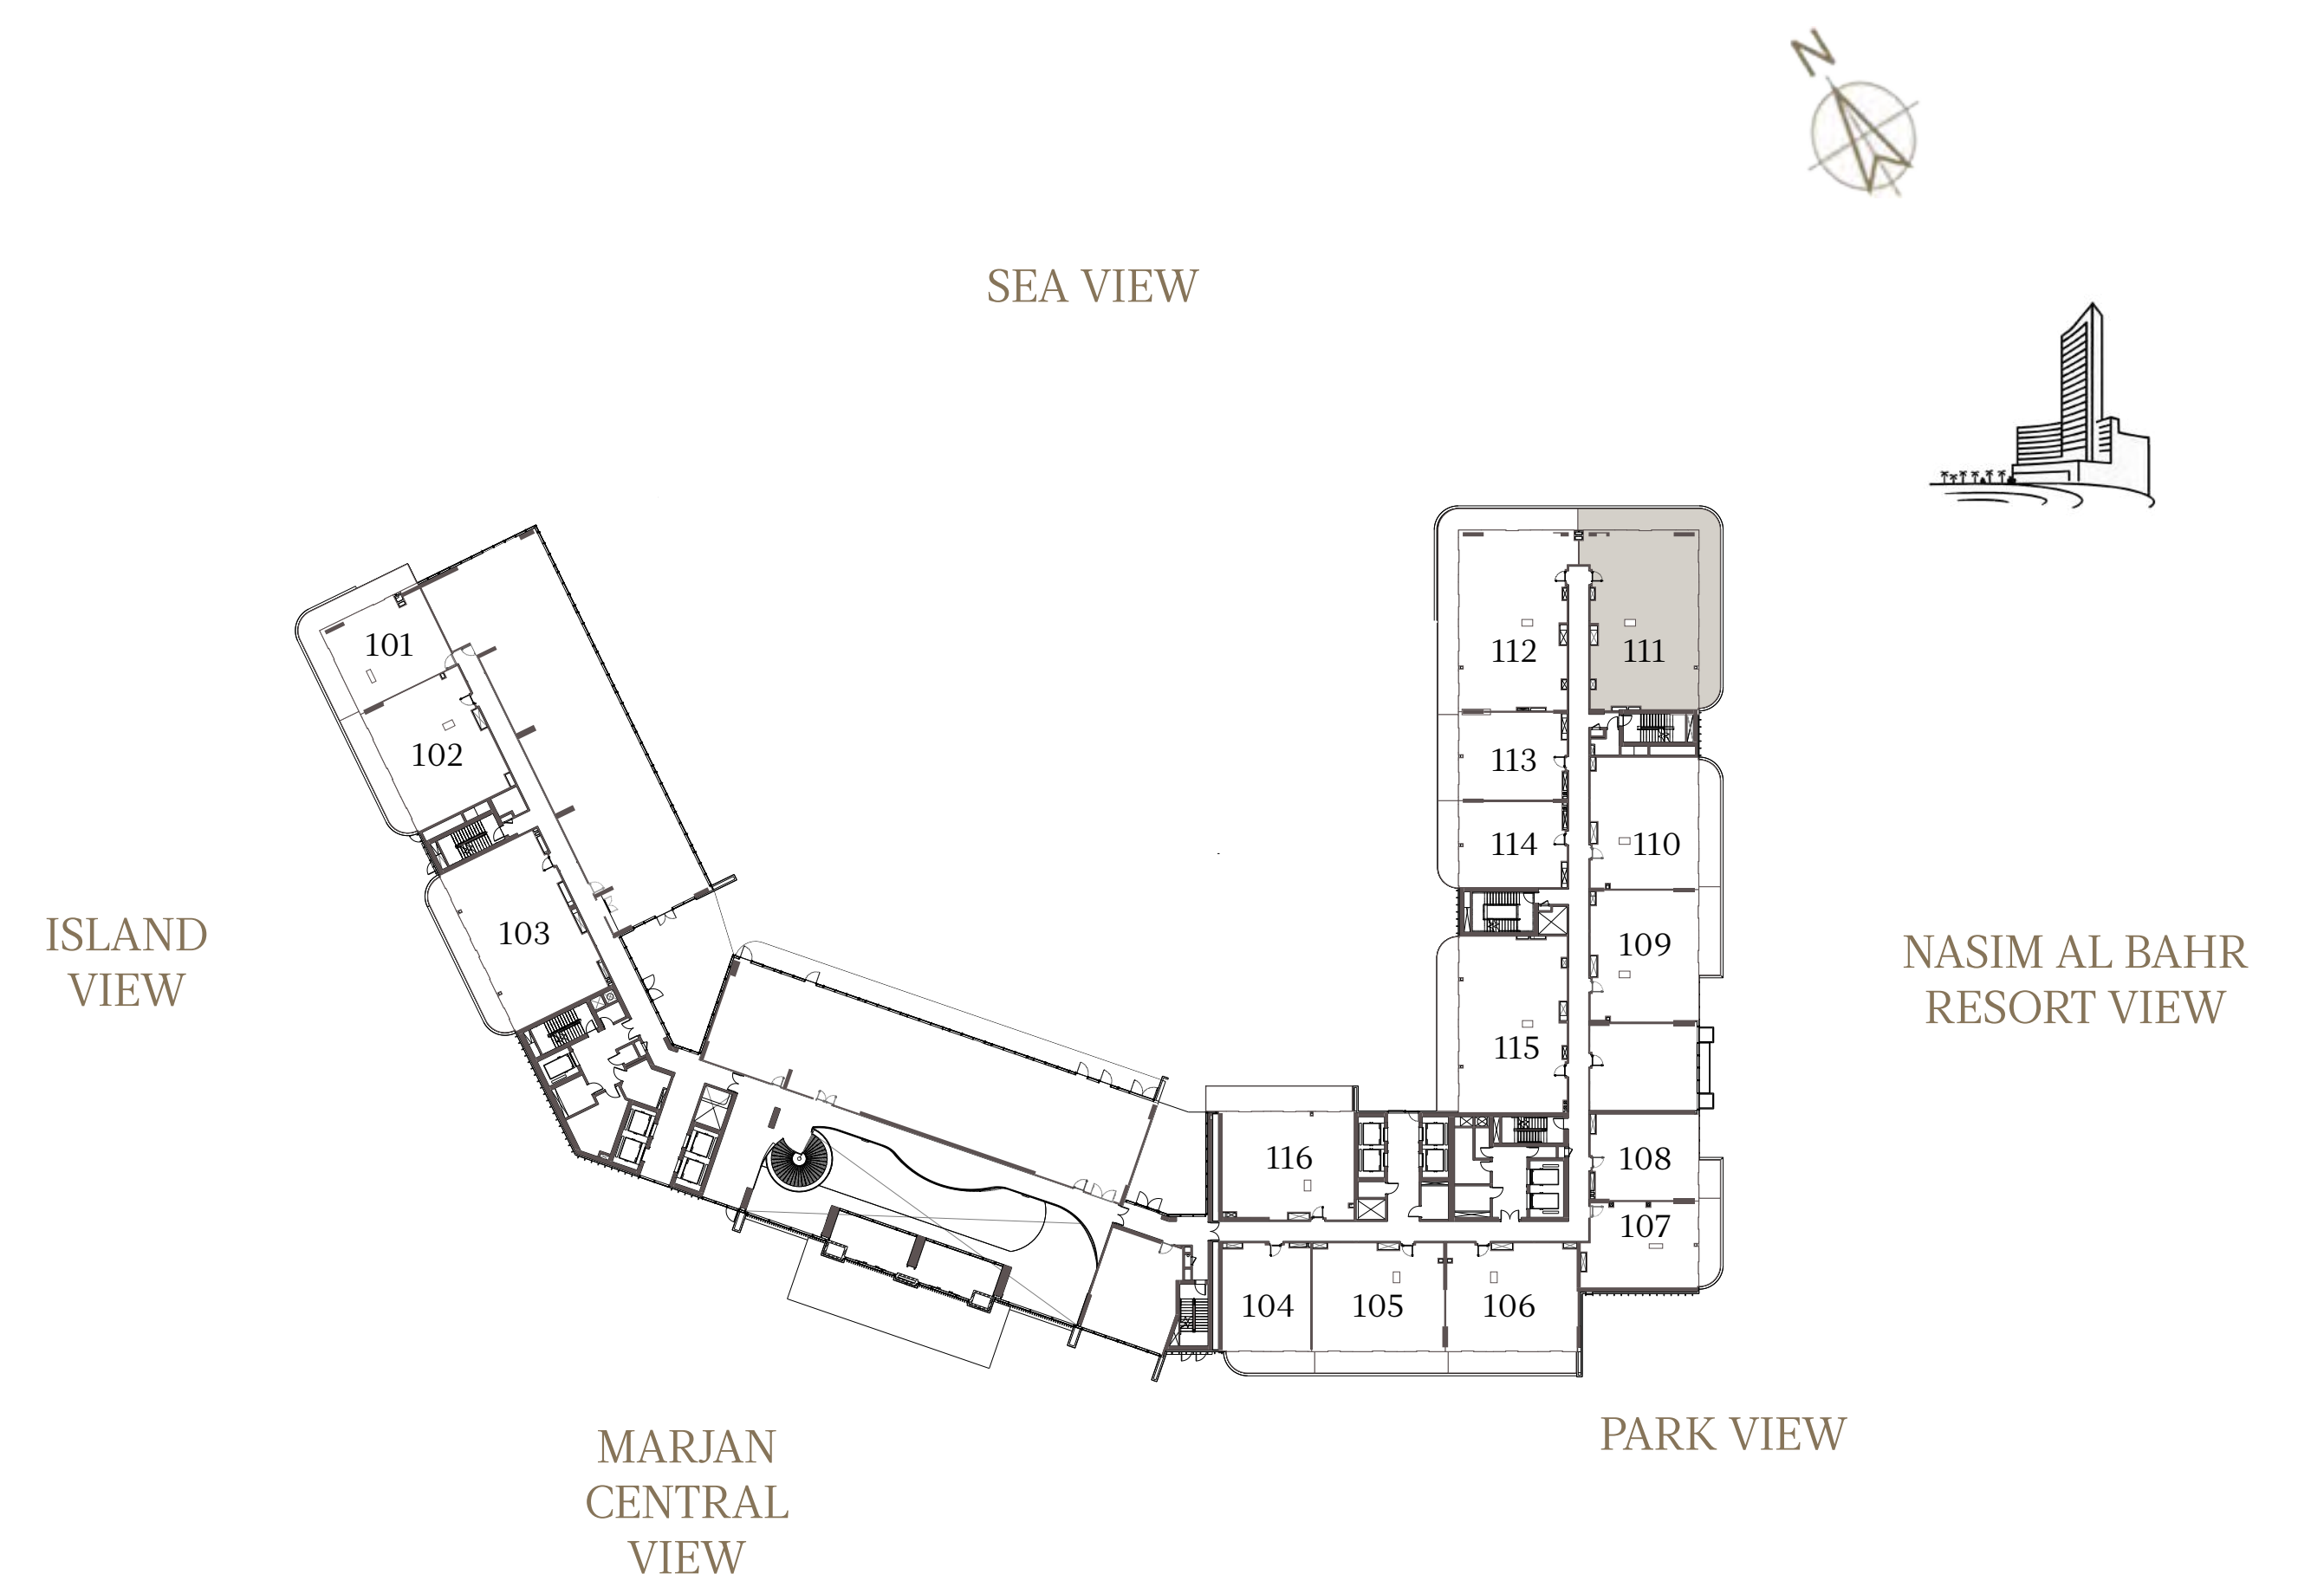 N
SEA VIEW
101
102
103
112
111
113
114
110
109
115
116
108
107
104
105
106
ISLAND
VIEW
NASIM AL BAHR
RESORT VIEW
MARJAN
CENTRAL
VIEW
PARK VIEW